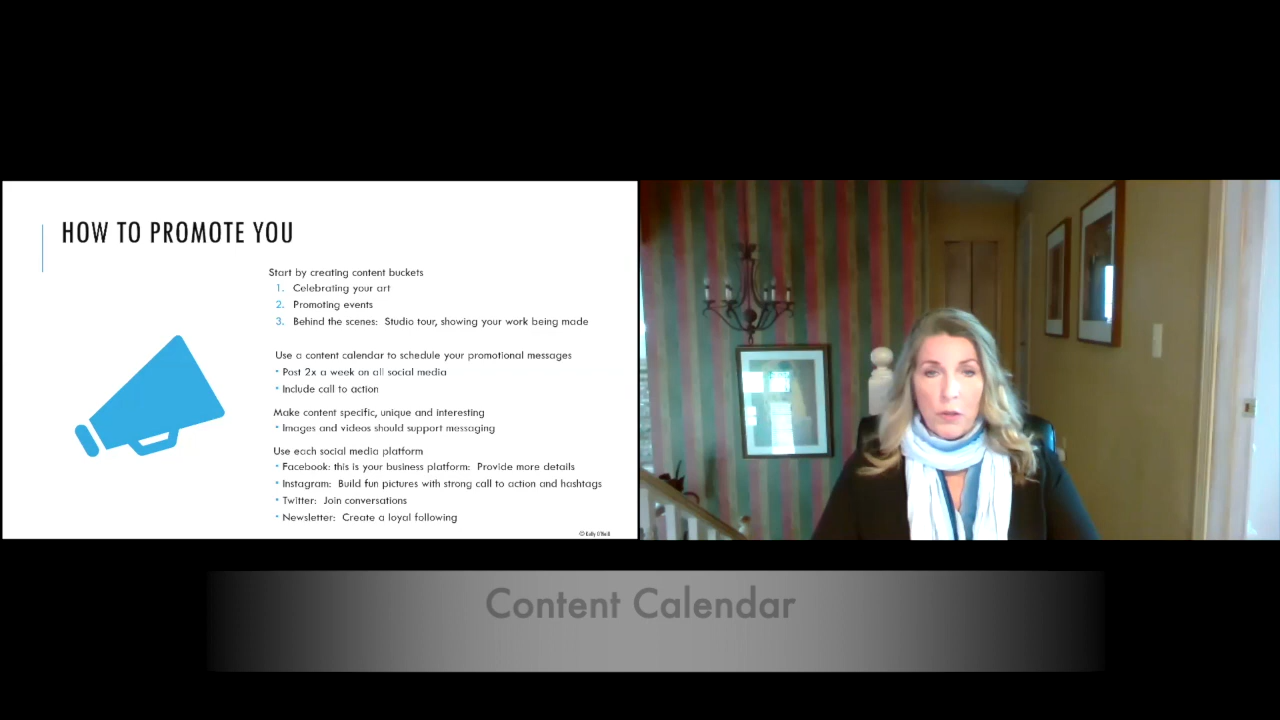 HOW TO PROMOTE YOU
Start by creating content buckets
1. Celebrating your art
2. Promoting events
3. Behind the scenes: Studio tour, showing your work being made
Use a content calendar to schedule your promotional messages
• Post 2x a week on all social media
• Include call to action
Make content specific, unique and interesting
• Images and videos should support messaging
Use each social media platform
• Facebook: this is your business platform: Provide more details
• Instagram: Build fun pictures with strong call to action and hashtags
• Twitter: Join conversations
• Newsletter: Create a loyal following
© Kelly O'Neill
Content Calendar